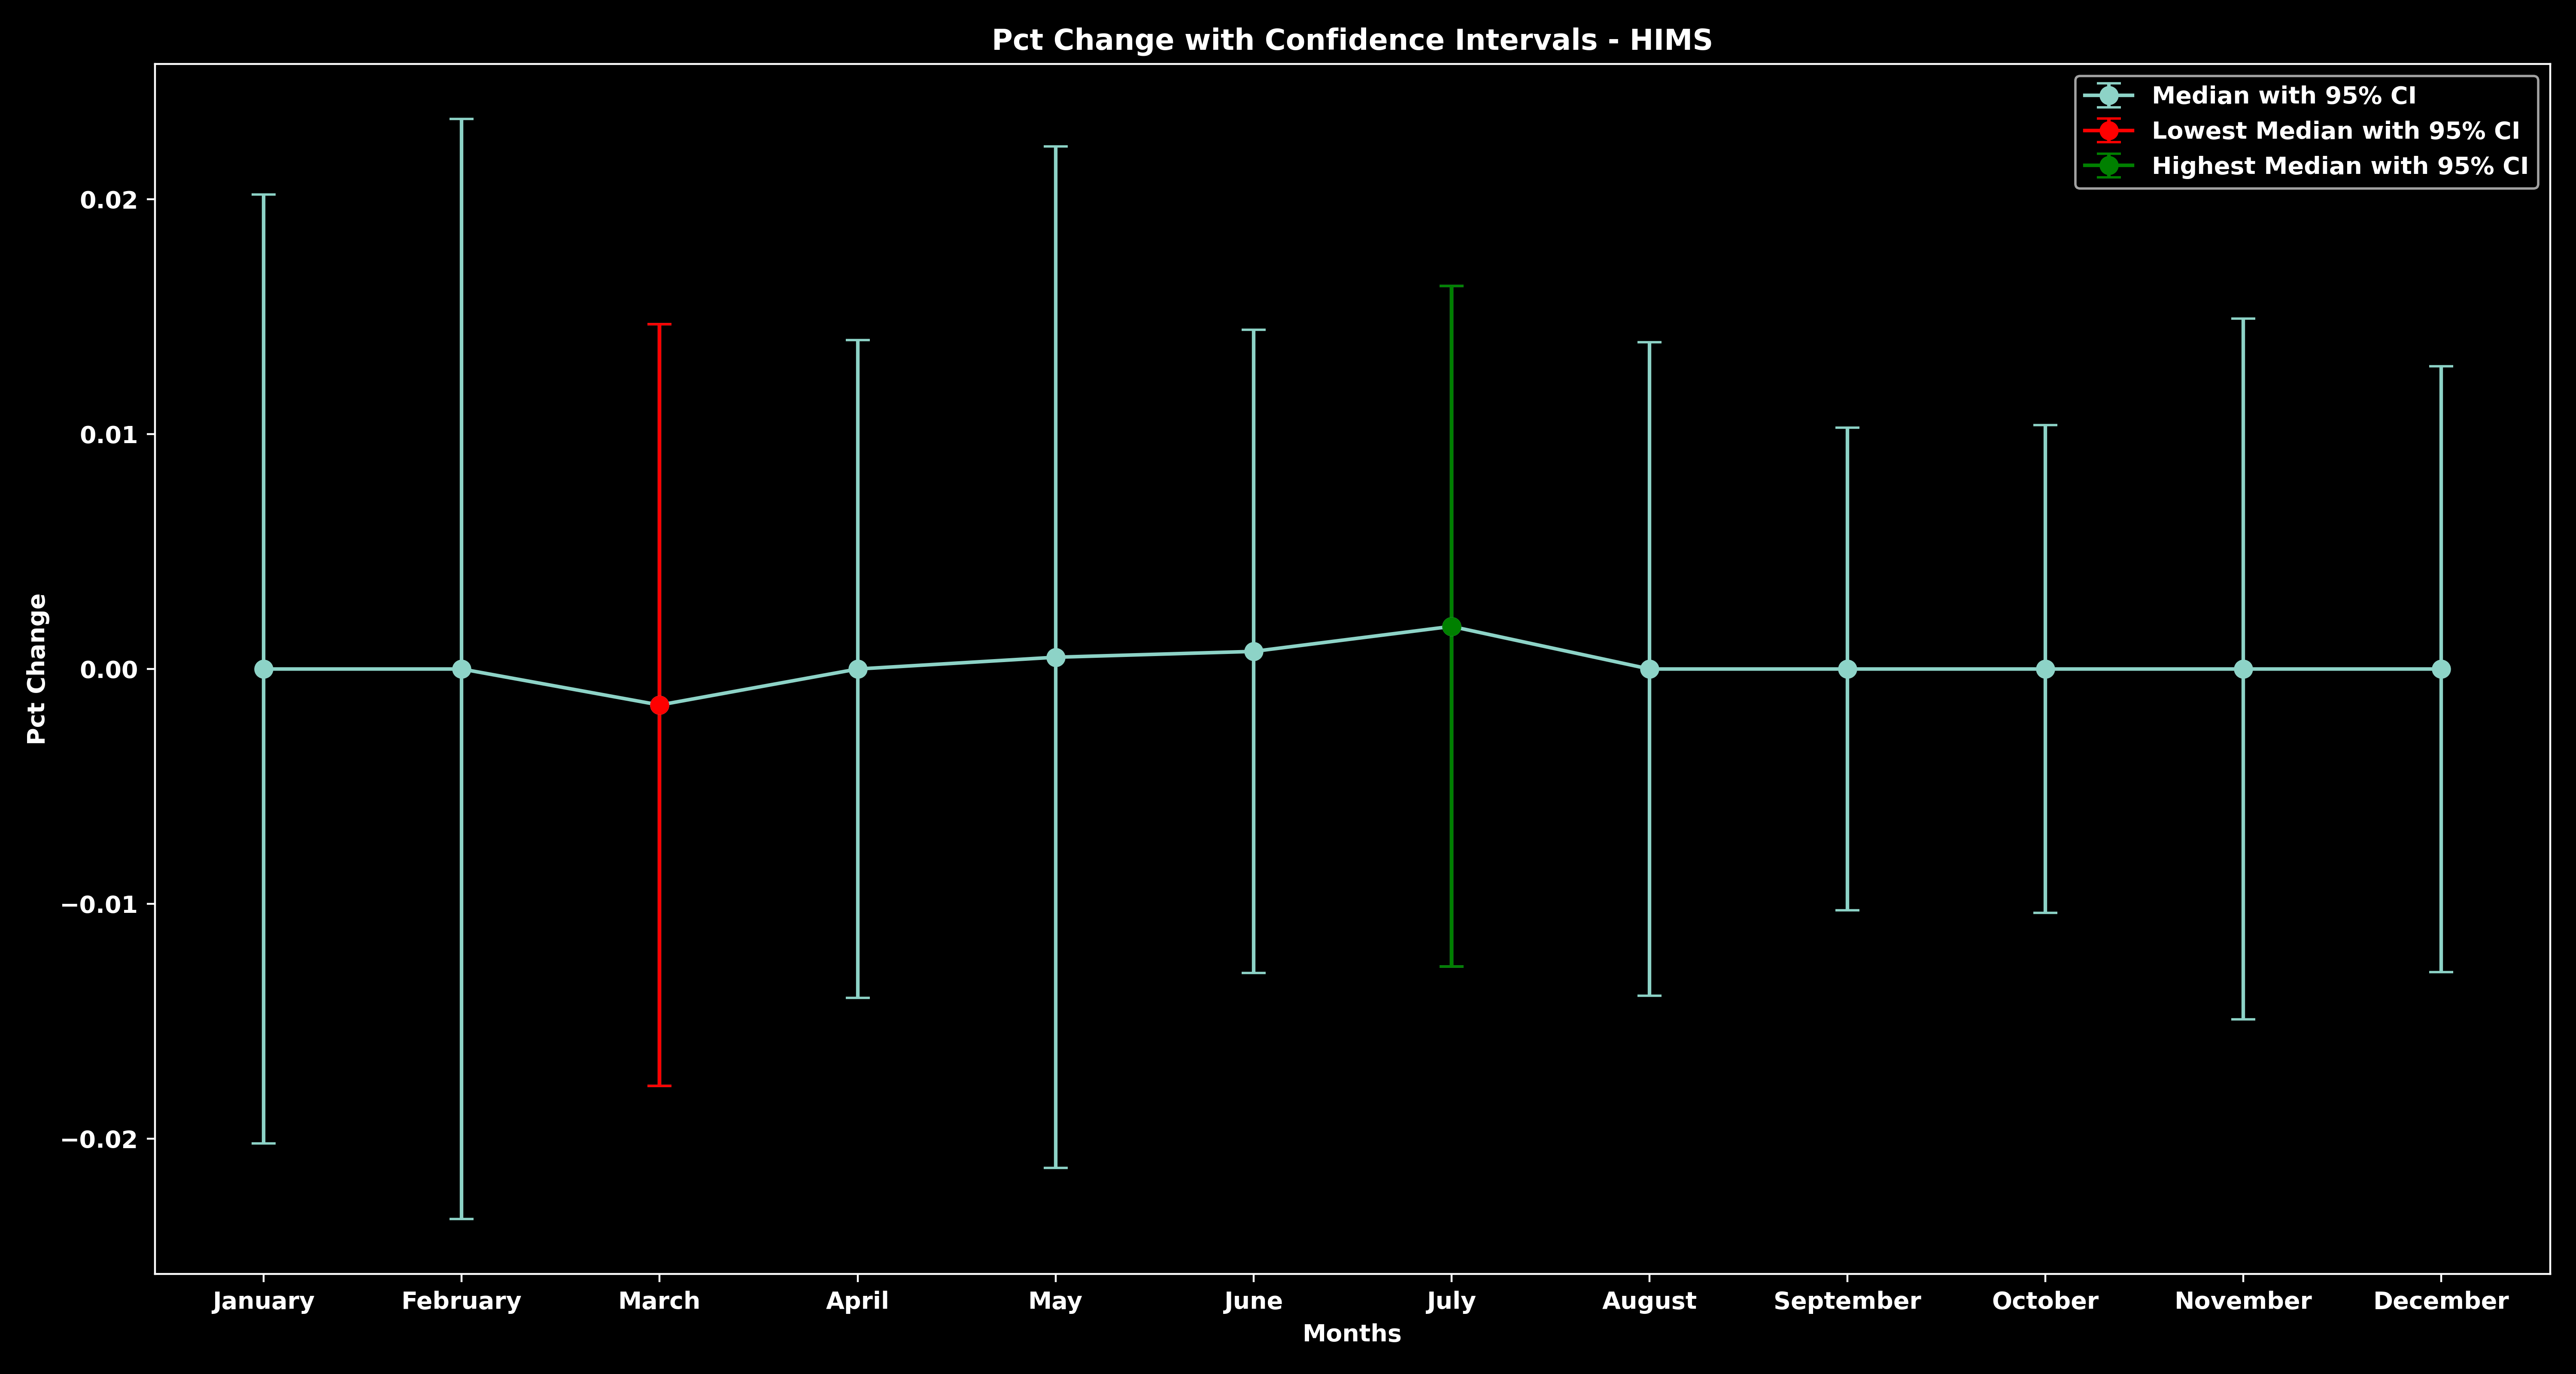 Pct Change with Confidence Intervals - HIMS
Median with 95% CI
Lowest Median with 95% CI
Highest Median with 95% CI
0.02
0.01
0.00
−0.01
−0.02
Pct Change
January February March April May June July August September October November December
Months